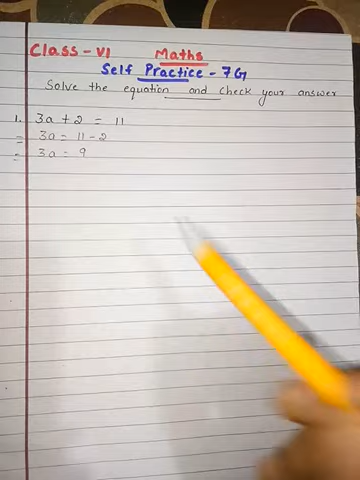 Class - VI Maths
Self Practice - 7G
Solve the equation and check your answer
1. 3a + 2 = 11
= 3a = 11 - 2
= 3a = 9